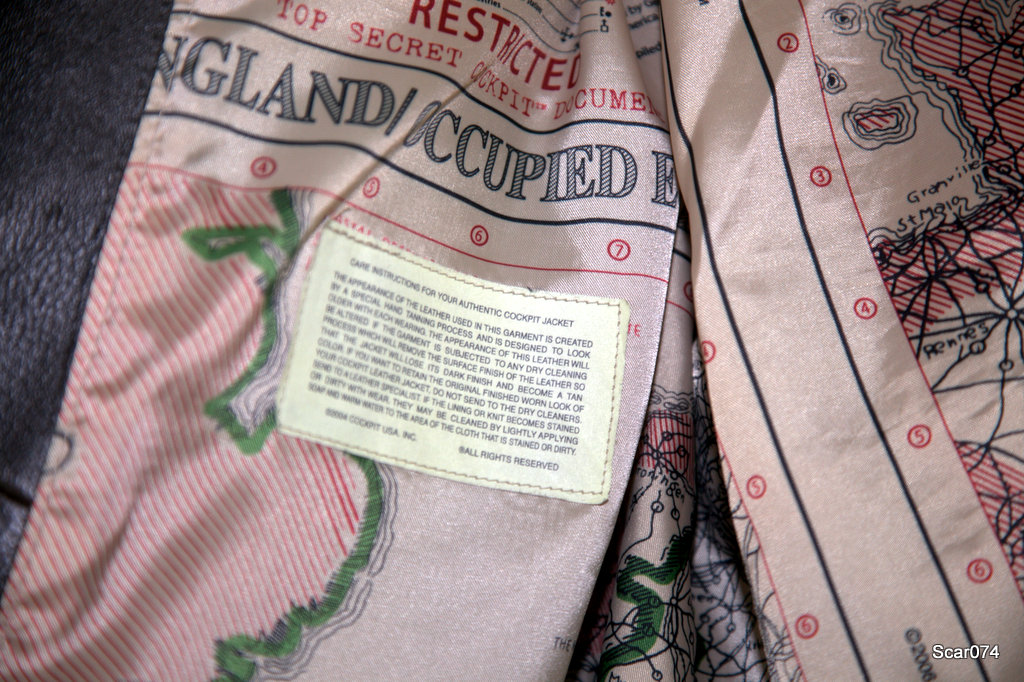 RESTRICTED
TOP SECRET COCKPIT™ DOCUMEN
NGLAND/OCCUPIED E
2
3
4
5
6
7
CARE INSTRUCTIONS FOR YOUR AUTHENTIC COCKPIT JACKET
THE APPEARANCE OF THE LEATHER USED IN THIS GARMENT IS CREATED
BY A SPECIAL HAND TANNING PROCESS AND IS DESIGNED TO LOOK
OLDER WITH EACH WEARING. THE APPEARANCE OF THIS LEATHER WILL
BE ALTERED IF THE GARMENT IS SUBJECTED TO ANY DRY CLEANING
PROCESS WHICH WILL REMOVE THE SURFACE FINISH OF THE LEATHER SO
THAT THE JACKET WILL LOSE ITS DARK FINISH AND BECOME A TAN
COLOR. IF YOU WANT TO RETAIN THE ORIGINAL FINISHED WORN LOOK OF
YOUR COCKPIT LEATHER JACKET, DO NOT SEND TO THE DRY CLEANERS.
SEND TO A LEATHER SPECIALIST. IF THE LINING OR KNIT BECOMES STAINED
OR DIRTY WITH WEAR, THEY MAY BE CLEANED BY LIGHTLY APPLYING
SOAP AND WARM WATER TO THE AREA OF THE CLOTH THAT IS STAINED OR DIRTY.
©2004 COCKPIT USA, INC.
®ALL RIGHTS RESERVED
Granville
St Malo
4
Rennes
5
5
6
6
THE
©2006
Scar074